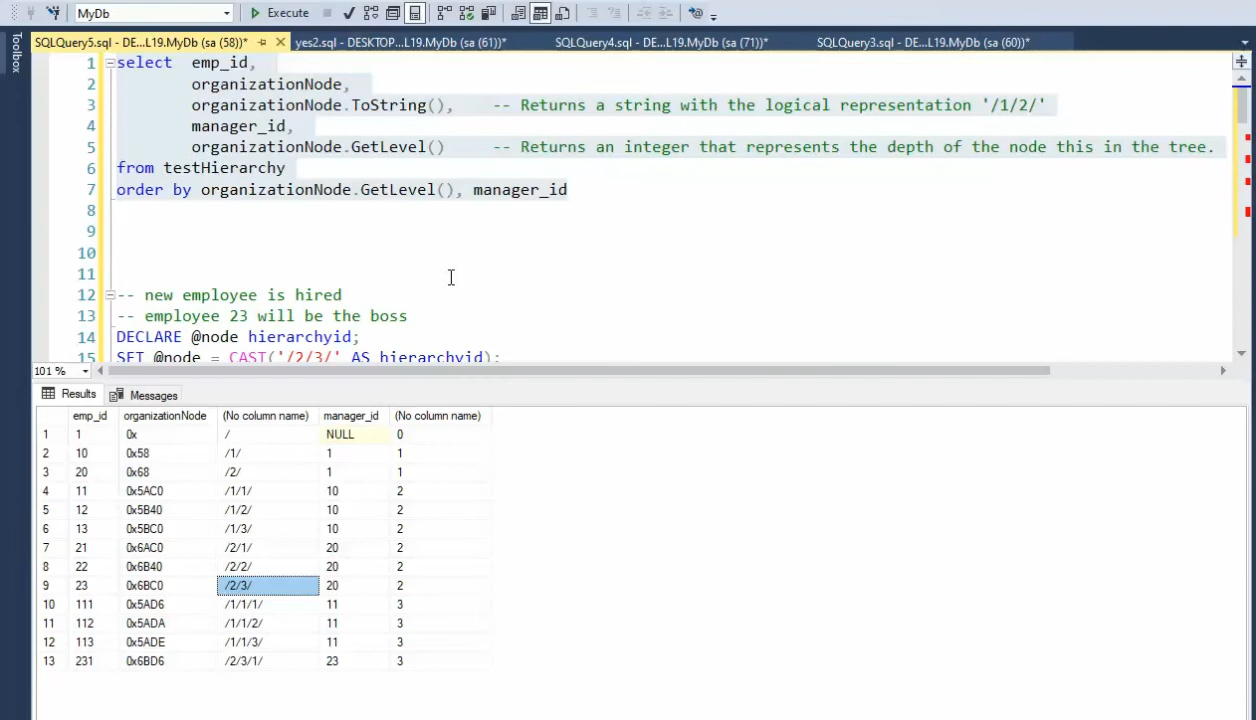 MyDb Execute
Toolbox
SQLQuery5.sql - DE...L19.MyDb (sa (58))* yes2.sql - DESKTOP...L19.MyDb (sa (61))* SQLQuery4.sql - DE...L19.MyDb (sa (71))* SQLQuery3.sql - DE...L19.MyDb (sa (60))*
1 select emp_id,
2 organizationNode,
3 organizationNode.ToString(), -- Returns a string with the logical representation '/1/2/'
4 manager_id,
5 organizationNode.GetLevel() -- Returns an integer that represents the depth of the node this in the tree.
6 from testHierarchy
7 order by organizationNode.GetLevel(), manager_id
8
9
10
11
12 -- new employee is hired
13 -- employee 23 will be the boss
14 DECLARE @node hierarchyid;
15 SET @node = CAST('/2/3/' AS hierarchyid);
101 %
Results Messages
emp_id organizationNode (No column name) manager_id (No column name)
1 1 0x / NULL 0
2 10 0x58 /1/ 1 1
3 20 0x68 /2/ 1 1
4 11 0x5AC0 /1/1/ 10 2
5 12 0x5B40 /1/2/ 10 2
6 13 0x5BC0 /1/3/ 10 2
7 21 0x6AC0 /2/1/ 20 2
8 22 0x6B40 /2/2/ 20 2
9 23 0x6BC0 /2/3/ 20 2
10 111 0x5AD6 /1/1/1/ 11 3
11 112 0x5ADA /1/1/2/ 11 3
12 113 0x5ADE /1/1/3/ 11 3
13 231 0x6BD6 /2/3/1/ 23 3